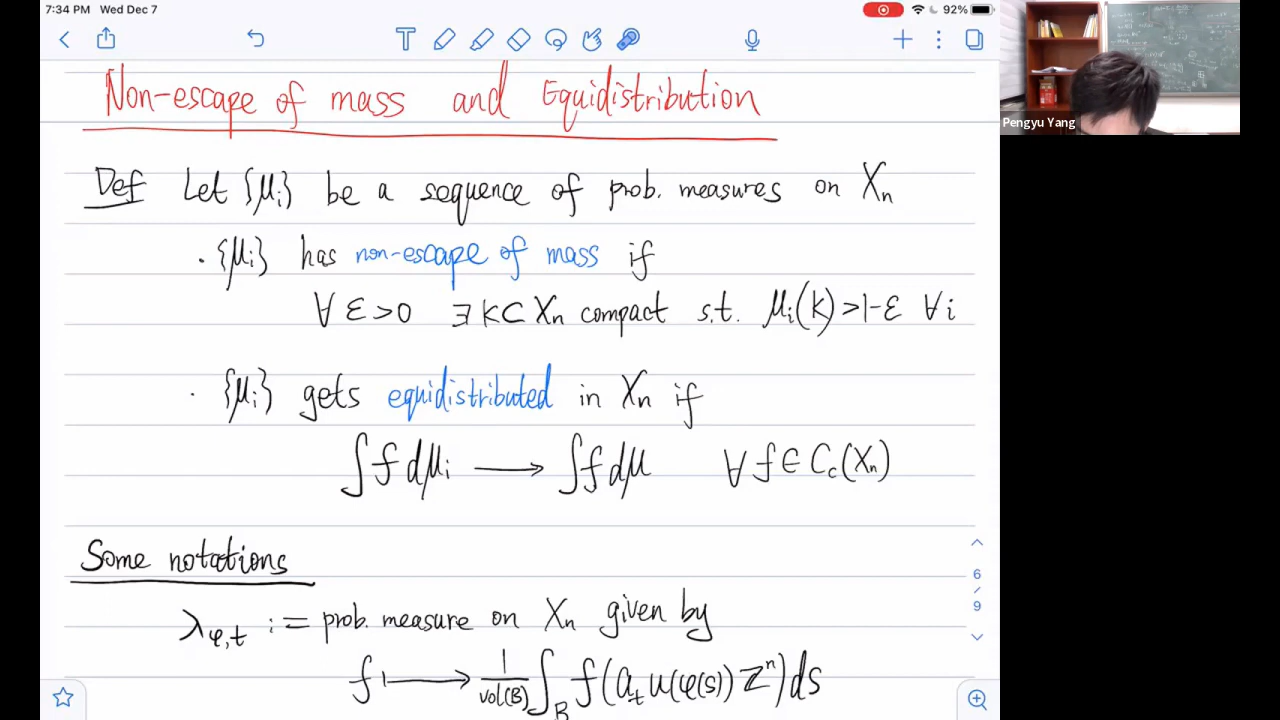 7:34 PM Wed Dec 7
92%
Non-escape of mass and Equidistribution
Def Let {μi} be a sequence of prob. measures on Xn
· {μi} has non-escape of mass if
∀ ε>0 ∃ K⊂ Xn compact s.t. μi(K)>1-ε ∀i
· {μi} gets equidistributed in Xn if
∫f dμi ⟶ ∫f dμ ∀ f∈ Cc(Xn)
Some notations
λφ,t := prob. measure on Xn given by
f ⟼ 1/vol(B) ∫B f(at u(φ(s)) ℤ^n) ds
6
/
9
Pengyu Yang